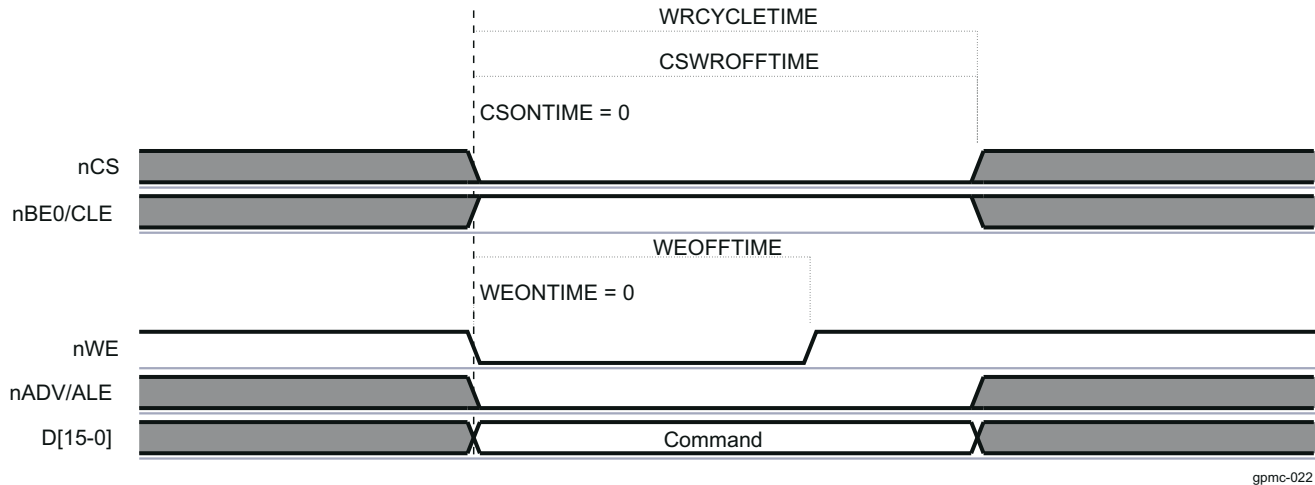 WRCYCLETIME
CSWROFFTIME
CSONTIME = 0
nCS
nBE0/CLE
WEOFFTIME
WEONTIME = 0
nWE
nADV/ALE
D[15-0]
Command
gpmc-022